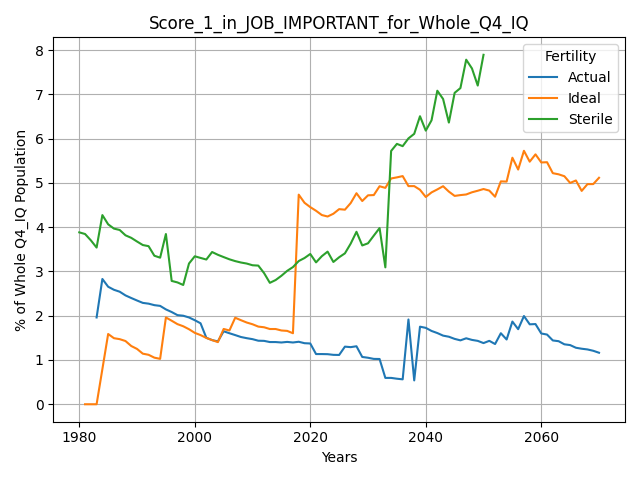 Score_1_in_JOB_IMPORTANT_for_Whole_Q4_IQ
% of Whole Q4_IQ Population
8
7
6
5
4
3
2
1
0
Fertility
Actual
Ideal
Sterile
1980
2000
2020
2040
2060
Years